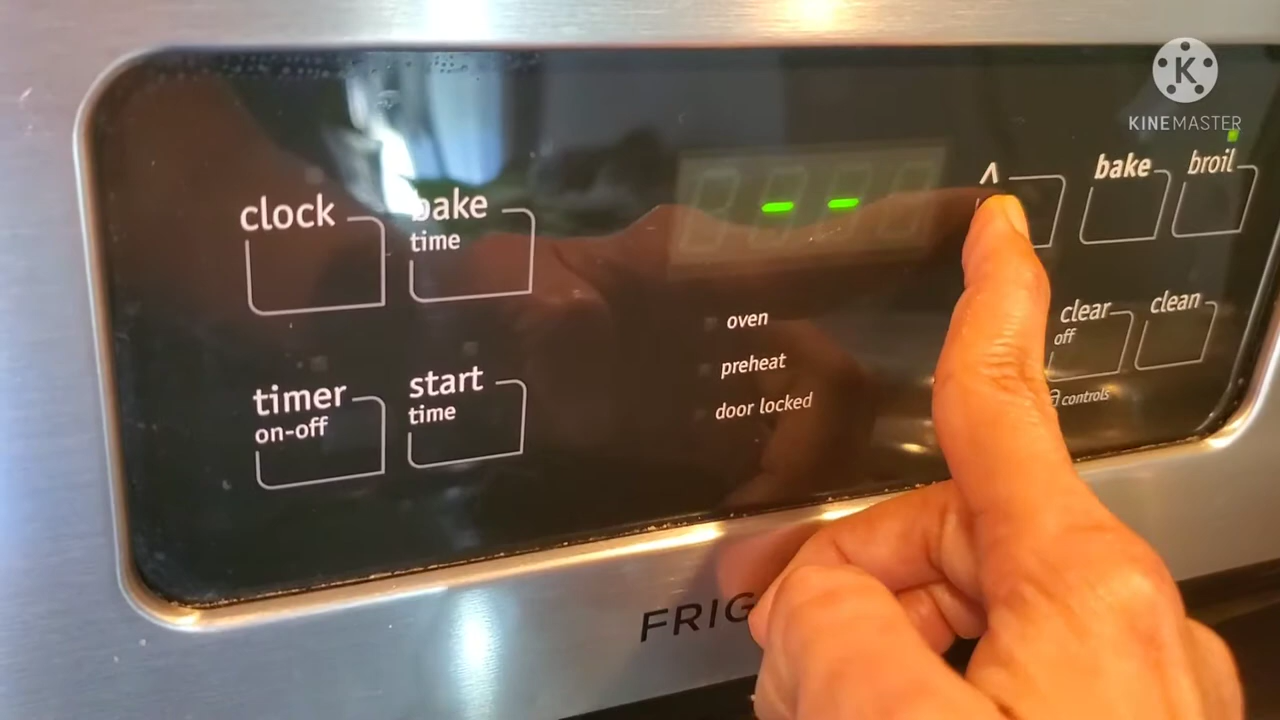 K
KINEMASTER
clock
bake
time
^
bake
broil
timer
on-off
start
time
-- 
oven
preheat
door locked
clear
off
clean
controls
FRIG